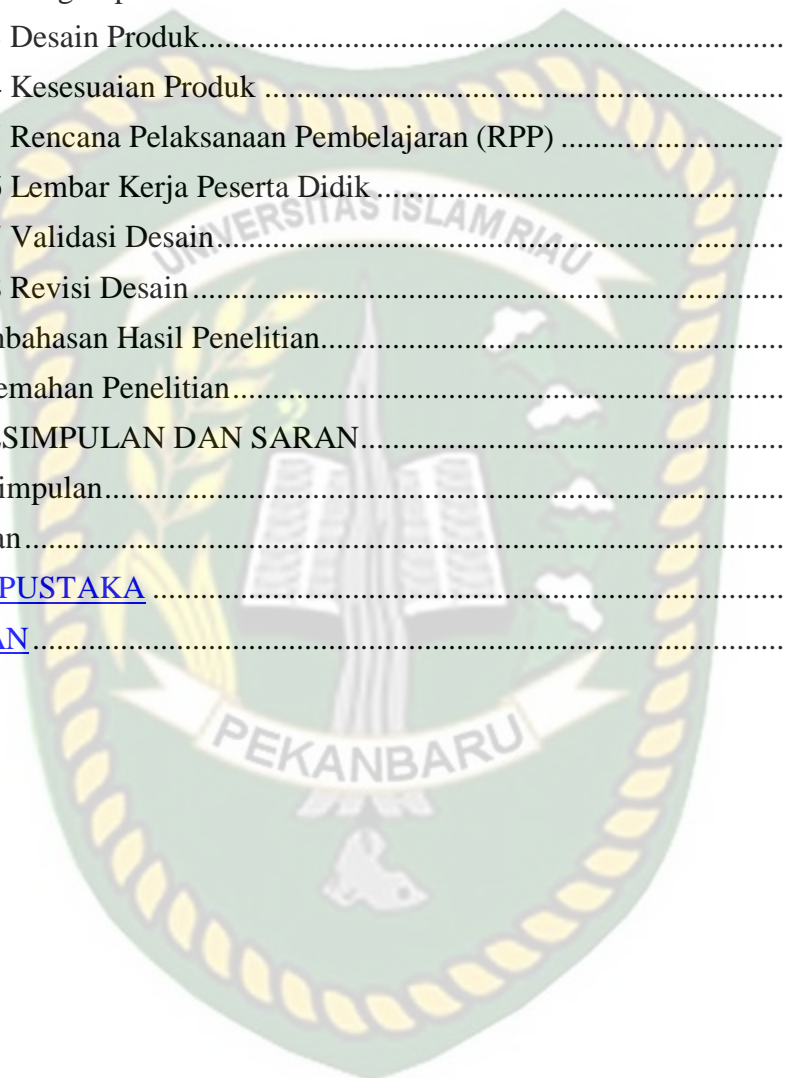 Desain Produk..........................................................................
Kesesuaian Produk ..................................................................
Rencana Pelaksanaan Pembelajaran (RPP) ............................
Lembar Kerja Peserta Didik ....................................................
Validasi Desain.........................................................................
Revisi Desain............................................................................
mbahasan Hasil Penelitian...........................................................
emahan Penelitian.......................................................................
SIMPULAN DAN SARAN......................................................
impulan.......................................................................................
an.................................................................................................
PUSTAKA ................................................................................
AN...............................................................................................
UNIVERSITAS ISLAM RIAU
PEKANBARU